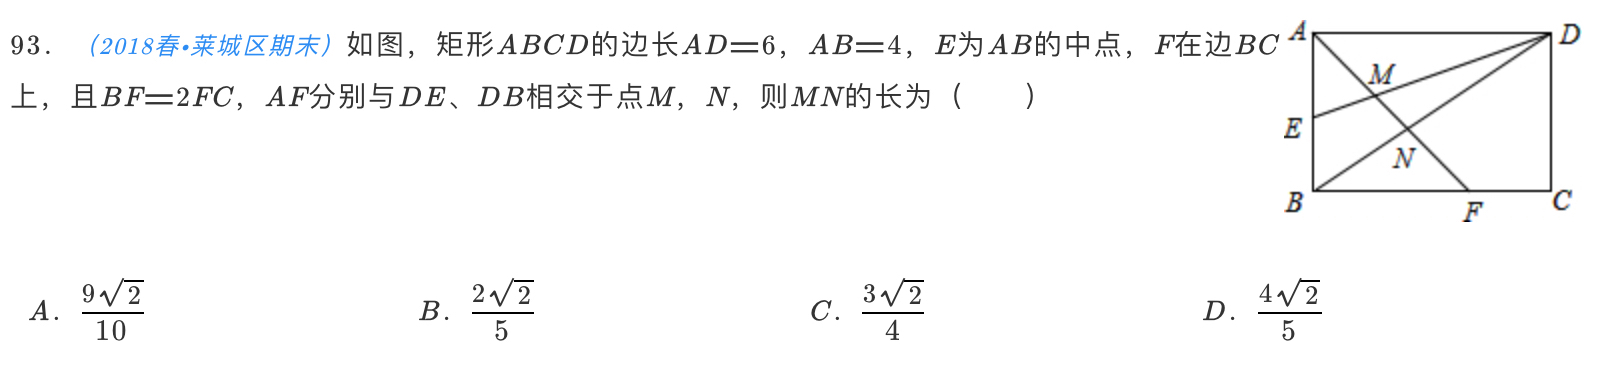 93. （2018春•莱城区期末）如图，矩形ABCD的边长AD=6，AB=4，E为AB的中点，F在边BC
上，且BF=2FC，AF分别与DE、DB相交于点M，N，则MN的长为（　　）
A
D
M
E
N
B
F
C
A. 9√2/10 B. 2√2/5 C. 3√2/4 D. 4√2/5